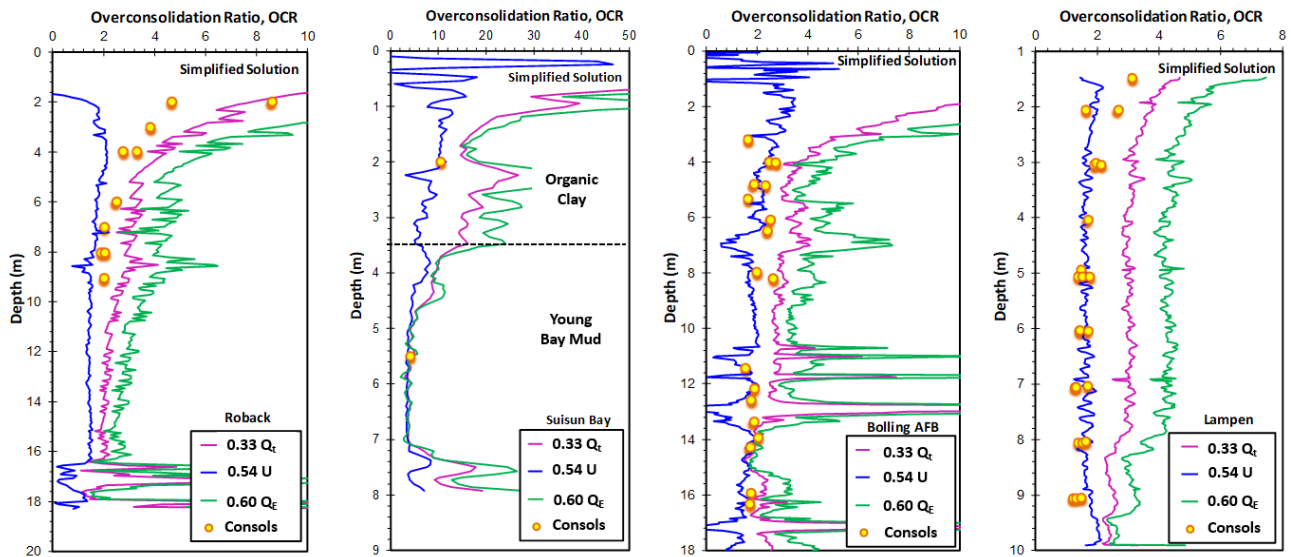 Overconsolidation Ratio, OCR
0 2 4 6 8 10
Simplified Solution
0
2
4
6
8
10
12
14
16
18
20
Depth (m)
Roback
0.33 Qt
0.54 U
0.60 QE
Consols
Overconsolidation Ratio, OCR
0 10 20 30 40 50
Simplified Solution
0
1
2
3
4
5
6
7
8
9
Depth (m)
Organic
Clay
Young
Bay Mud
Suisun Bay
0.33 Qt
0.54 U
0.60 QE
Consols
Overconsolidation Ratio, OCR
0 2 4 6 8 10
Simplified Solution
0
2
4
6
8
10
12
14
16
18
Depth (m)
Bolling AFB
0.33 Qt
0.54 U
0.60 QE
Consols
Overconsolidation Ratio, OCR
0 2 4 6 8
Simplified Solution
1
2
3
4
5
6
7
8
9
10
Depth (m)
Lampen
0.33 Qt
0.54 U
0.60 QE
Consols